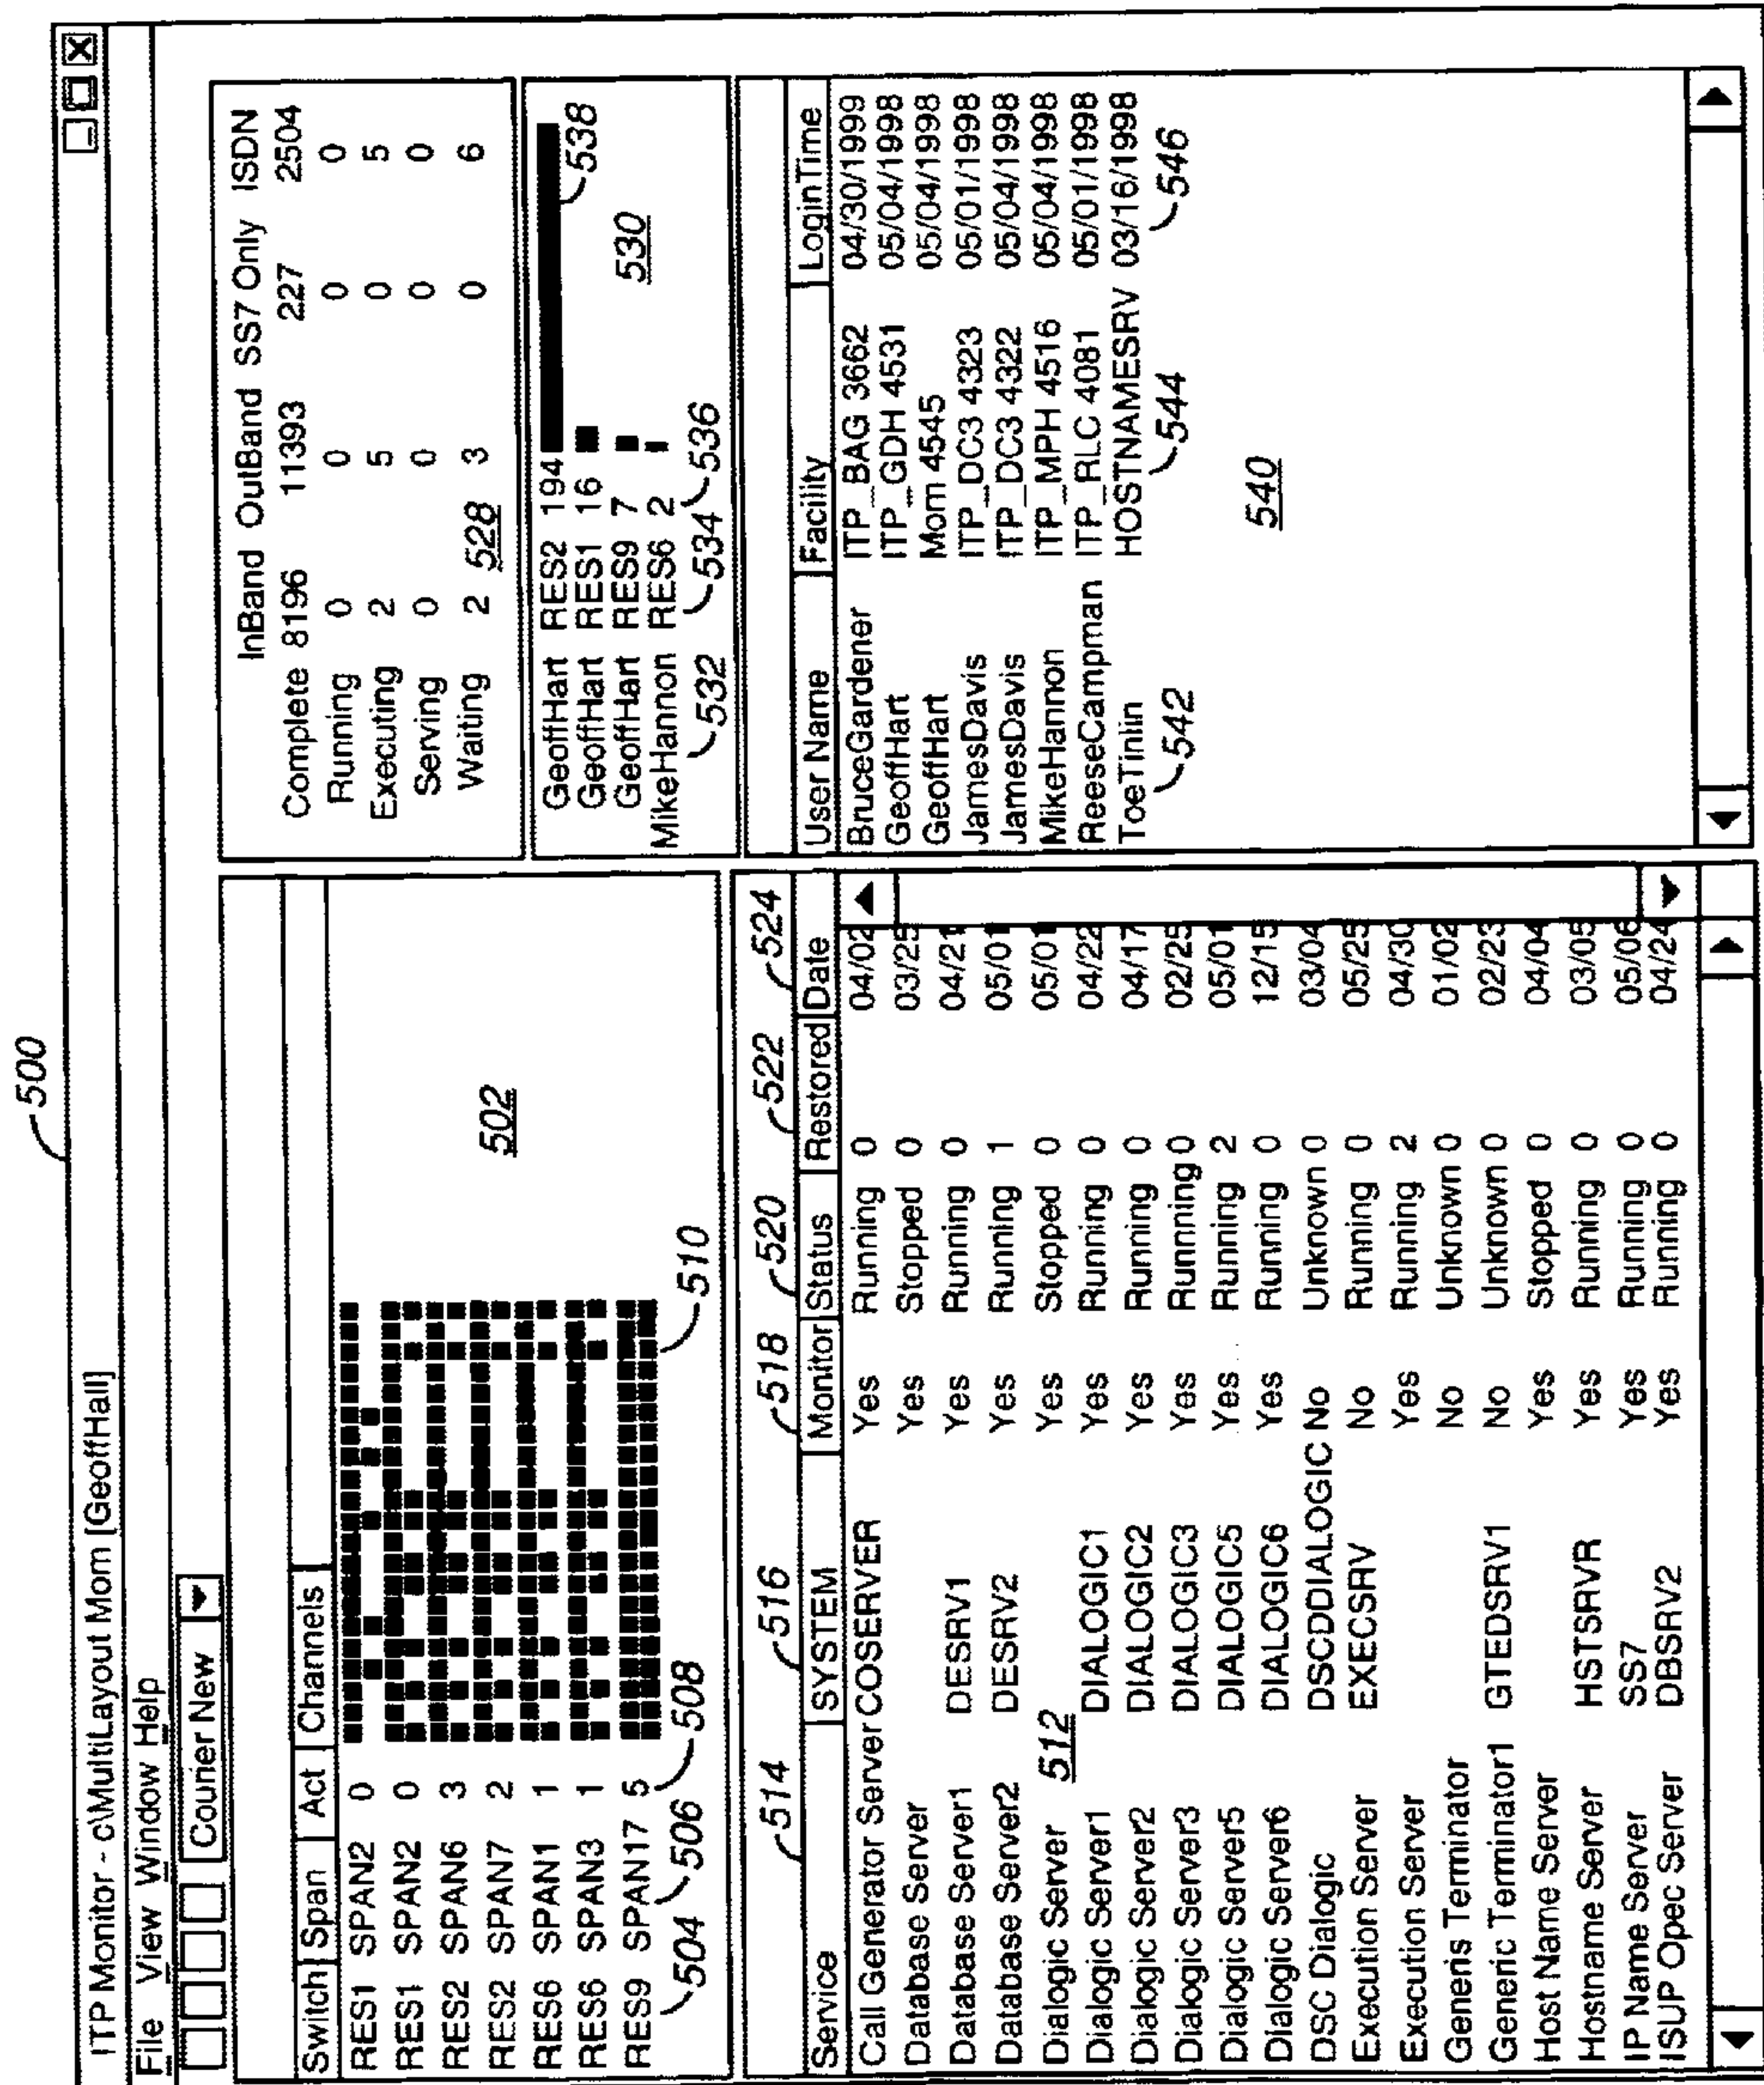 500
ITP Monitor - c\MultiLayout Mom [GeoffHall]
File View Window Help
Courier New
Switch Span Act Channels
RES1 SPAN2 0
RES1 SPAN2 0
RES2 SPAN6 3
RES2 SPAN7 2
RES6 SPAN1 1
RES6 SPAN3 1
RES9 SPAN17 5
504 506 508 510
502
InBand OutBand SS7 Only ISDN
Complete 8196 11393 227 2504
Running 0 0 0 0
Executing 2 5 0 5
Serving 0 0 0 0
Waiting 2 3 0 6
528
GeoffHart RES2 194
GeoffHart RES1 16
GeoffHart RES9 7
MikeHannon RES6 2
532 534 536 538
530
514 516 518 520 522 524
Service SYSTEM Monitor Status Restored Date
Call Generator Server COSERVER Yes Running 0 04/02
Database Server Yes Stopped 0 03/25
Database Server1 DESRV1 Yes Running 0 04/21
Database Server2 DESRV2 Yes Running 1 05/01
Dialogic Server Yes Stopped 0 05/01
Dialogic Server1 DIALOGIC1 Yes Running 0 04/22
Dialogic Server2 DIALOGIC2 Yes Running 0 04/17
Dialogic Server3 DIALOGIC3 Yes Running 0 02/25
Dialogic Server5 DIALOGIC5 Yes Running 2 05/01
Dialogic Server6 DIALOGIC6 Yes Running 0 12/15
DSC Dialogic DSCDDIALOGIC No Unknown 0 03/04
Execution Server EXECSRV No Running 0 05/25
Execution Server Yes Running 2 04/30
Generis Terminator No Unknown 0 01/02
Generic Terminator1 GTEDSRV1 No Unknown 0 02/23
Host Name Server Yes Stopped 0 04/04
Hostname Server HSTSRVR Yes Running 0 03/05
IP Name Server SS7 Yes Running 0 05/06
ISUP Opec Server DBSRV2 Yes Running 0 04/24
512
User Name Facility LoginTime
BruceGardener ITP_BAG 3662 04/30/1999
GeoffHart ITP_GDH 4531 05/04/1998
GeoffHart Mom 4545 05/04/1998
JamesDavis ITP_DC3 4323 05/01/1998
JamesDavis ITP_DC3 4322 05/04/1998
MikeHannon ITP_MPH 4516 05/04/1998
ReeseCampman ITP_RLC 4081 05/01/1998
ToeTinlin HOSTNAMESRV 03/16/1998
542 544 546
540